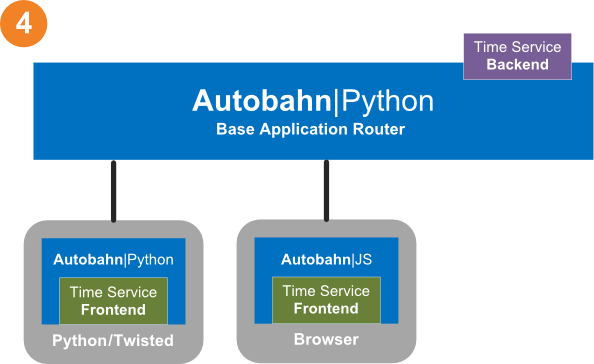 4
Time Service
Backend
Autobahn|Python
Base Application Router
Autobahn|Python
Time Service
Frontend
Python/Twisted
Autobahn|JS
Time Service
Frontend
Browser